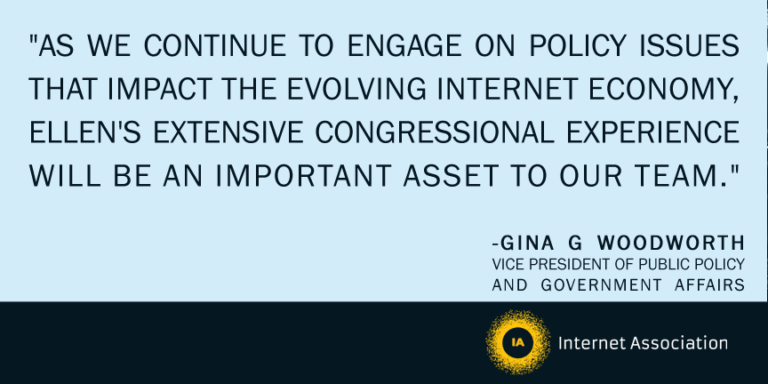 "AS WE CONTINUE TO ENGAGE ON POLICY ISSUES
THAT IMPACT THE EVOLVING INTERNET ECONOMY,
ELLEN'S EXTENSIVE CONGRESSIONAL EXPERIENCE
WILL BE AN IMPORTANT ASSET TO OUR TEAM."
-GINA G WOODWORTH
VICE PRESIDENT OF PUBLIC POLICY
AND GOVERNMENT AFFAIRS
IA Internet Association